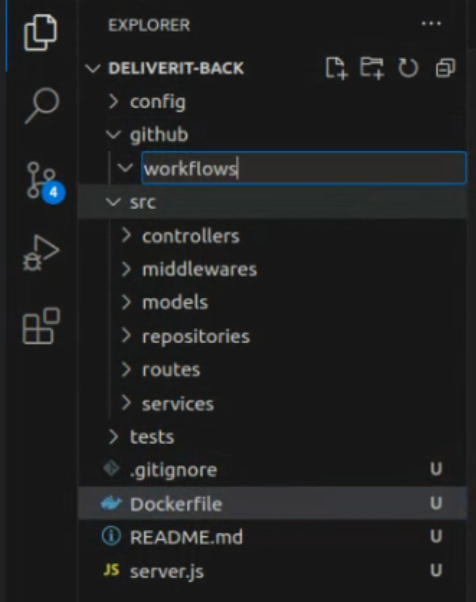 EXPLORER ...
DELIVERIT-BACK
config
github
workflows
src
controllers
middlewares
models
repositories
routes
services
tests
.gitignore U
Dockerfile U
README.md U
JS server.js U
4